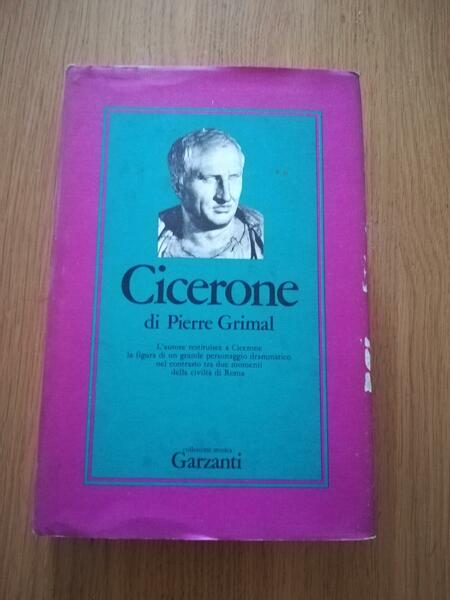 Cicerone
di Pierre Grimal
L'autore restituisce a Cicerone
la figura di un grande personaggio drammatico
nel contrasto tra due momenti
della civiltà di Roma
collezione storica
Garzanti